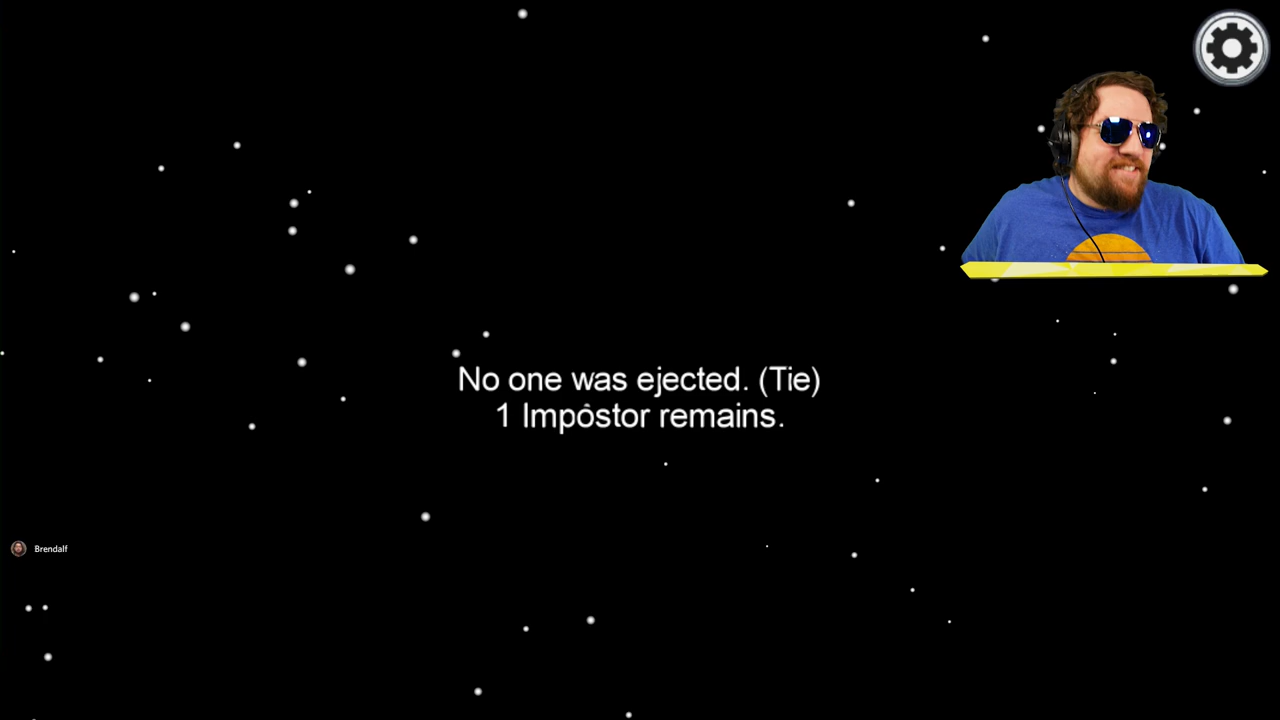 No one was ejected. (Tie)
1 Impostor remains.
Brendalf